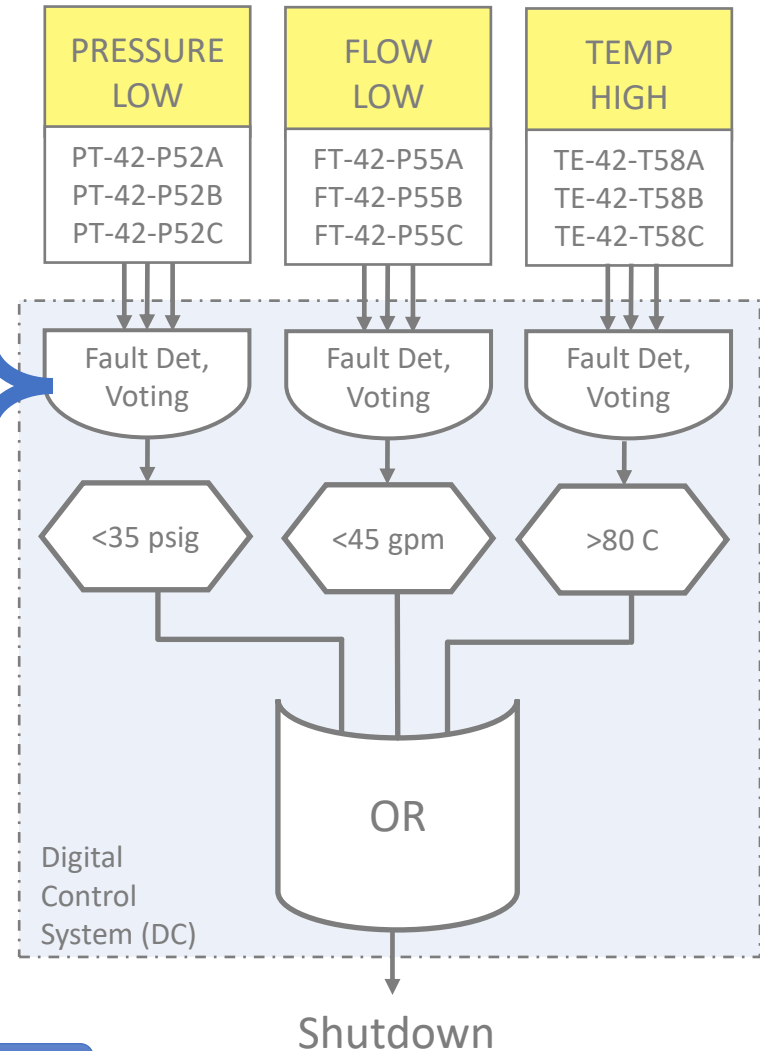 PRESSURE
LOW
FLOW
LOW
TEMP
HIGH
PT-42-P52A
PT-42-P52B
PT-42-P52C
FT-42-P55A
FT-42-P55B
FT-42-P55C
TE-42-T58A
TE-42-T58B
TE-42-T58C
Fault Det,
Voting
Fault Det,
Voting
Fault Det,
Voting
<35 psig
<45 gpm
>80 C
OR
Digital
Control
System (DC)
Shutdown